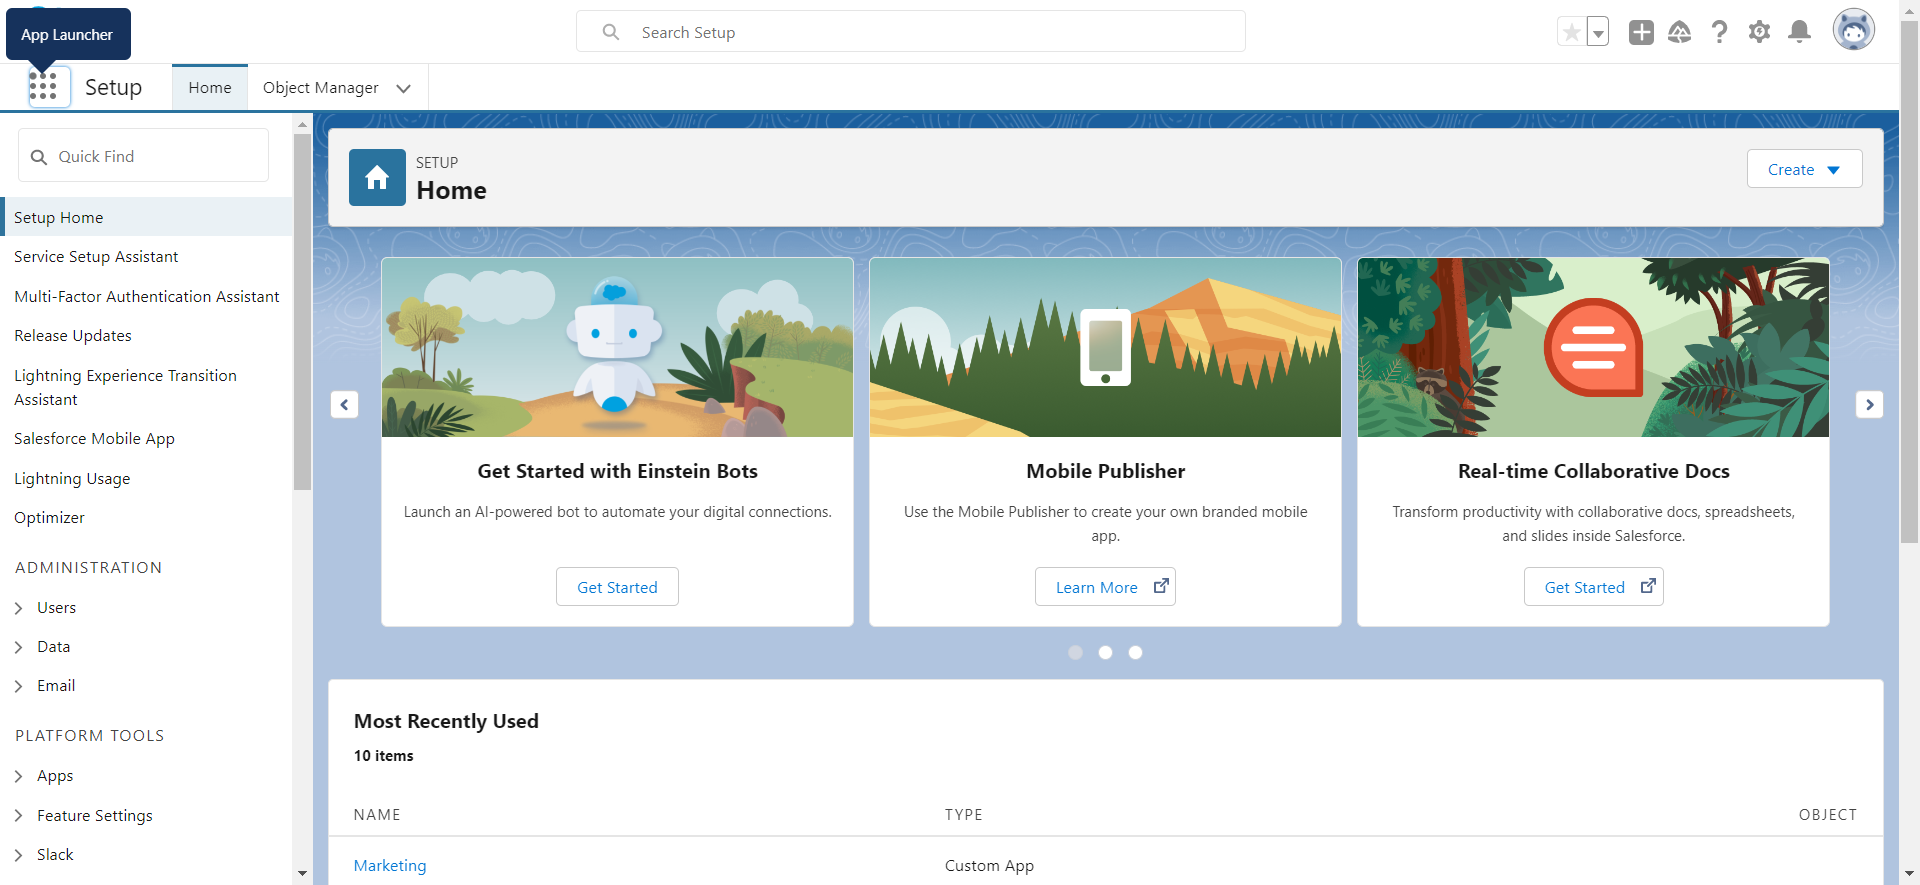 App Launcher
Search Setup
Setup
Home
Object Manager
Quick Find
Setup Home
Service Setup Assistant
Multi-Factor Authentication Assistant
Release Updates
Lightning Experience Transition
Assistant
Salesforce Mobile App
Lightning Usage
Optimizer
ADMINISTRATION
Users
Data
Email
PLATFORM TOOLS
Apps
Feature Settings
Slack
SETUP
Home
Create
Get Started with Einstein Bots
Launch an AI-powered bot to automate your digital connections.
Get Started
Mobile Publisher
Use the Mobile Publisher to create your own branded mobile
app.
Learn More
Real-time Collaborative Docs
Transform productivity with collaborative docs, spreadsheets,
and slides inside Salesforce.
Get Started
Most Recently Used
10 items
NAME TYPE OBJECT
Marketing Custom App